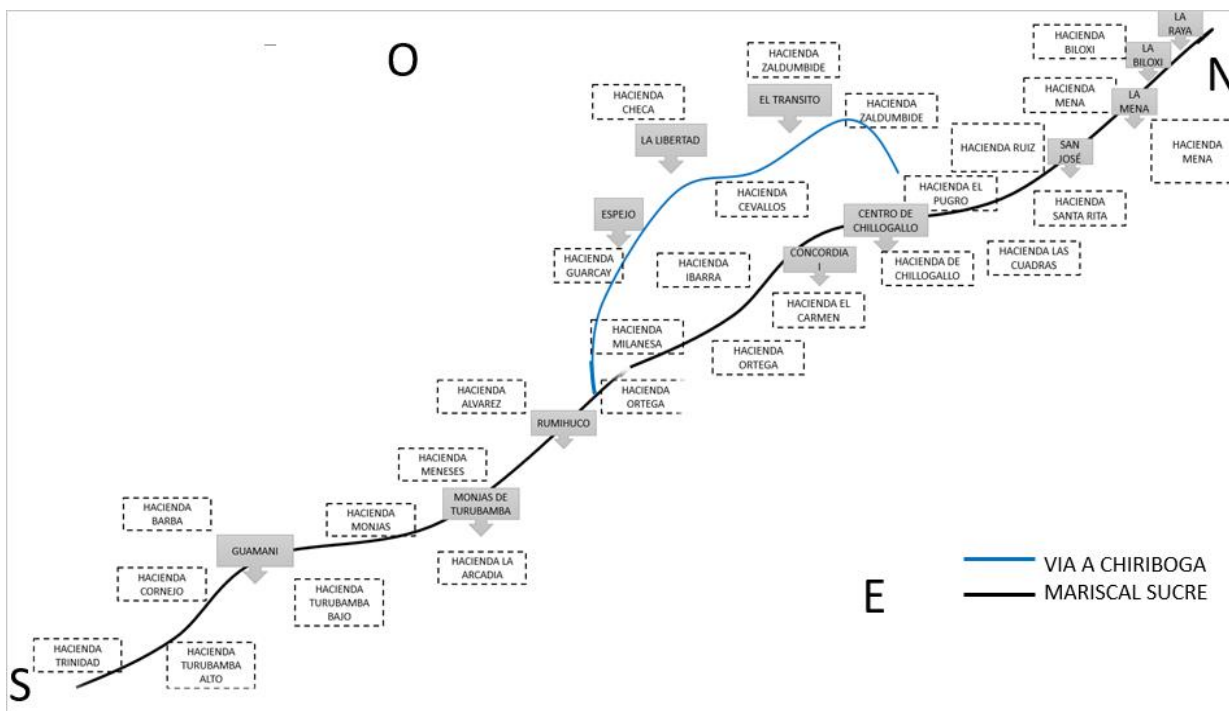 LA
RAYA
O
HACIENDA
BILOXI
LA
BILOXI
N
HACIENDA
ZALDUMBIDE
HACIENDA
CHECA
EL TRANSITO
HACIENDA
ZALDUMBIDE
HACIENDA
MENA
LA
MENA
LA LIBERTAD
HACIENDA RUIZ
SAN
JOSÉ
HACIENDA
MENA
HACIENDA
CEVALLOS
HACIENDA EL
PUGRO
HACIENDA
SANTA RITA
ESPEJO
CENTRO DE
CHILLOGALLO
HACIENDA
GUARCAY
HACIENDA
IBARRA
CONCORDIA
I
HACIENDA DE
CHILLOGALLO
HACIENDA LAS
CUADRAS
HACIENDA EL
CARMEN
HACIENDA
MILANESA
HACIENDA
ORTEGA
HACIENDA
ALVAREZ
HACIENDA
ORTEGA
RUMIHUCO
HACIENDA
MENESES
HACIENDA
BARBA
HACIENDA
MONJAS
MONJAS DE
TURUBAMBA
GUAMANI
HACIENDA LA
ARCADIA
HACIENDA
CORNEJO
HACIENDA
TURUBAMBA
BAJO
E
VIA A CHIRIBOGA
MARISCAL SUCRE
HACIENDA
TRINIDAD
HACIENDA
TURUBAMBA
ALTO
S